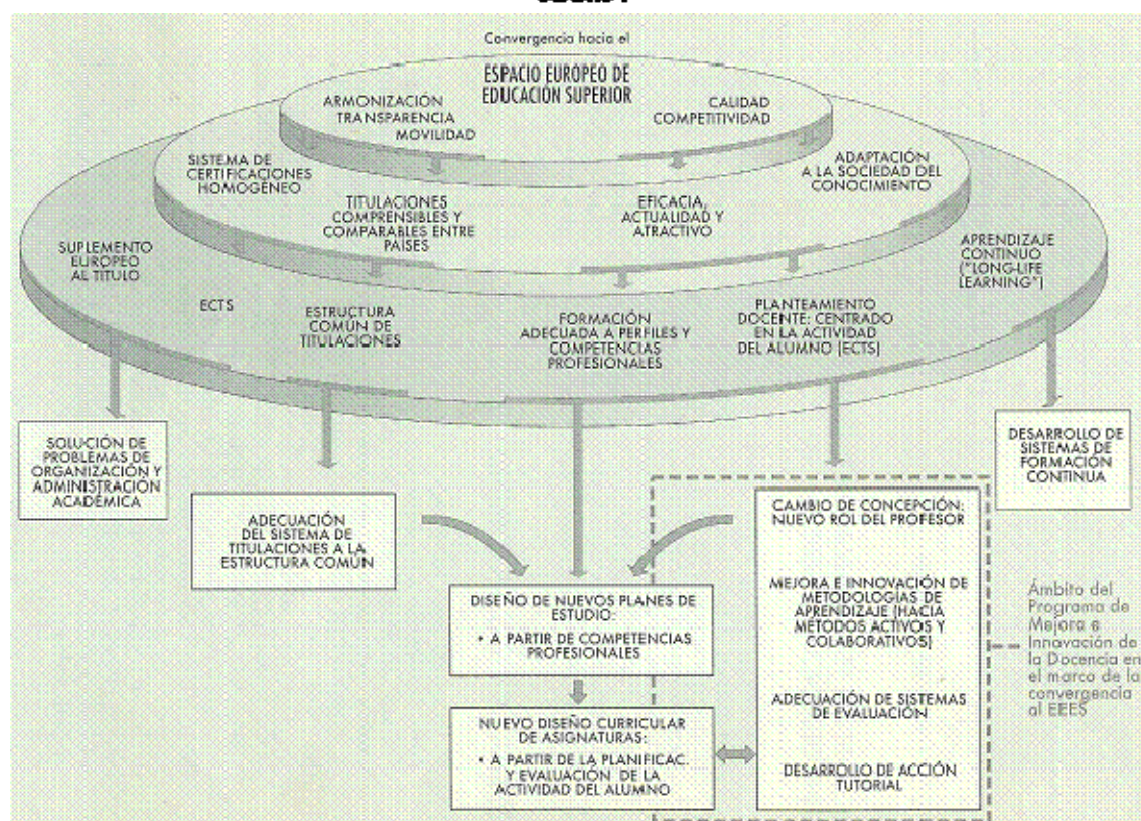 Convergencia hacia el
ESPACIO EUROPEO DE
EDUCACIÓN SUPERIOR
ARMONIZACIÓN
TRANSPARENCIA
MOVILIDAD
CALIDAD
COMPETITIVIDAD
SISTEMA DE
CERTIFICACIONES
HOMOGÉNEO
TITULACIONES
COMPRENSIBLES Y
COMPARABLES ENTRE
PAÍSES
EFICACIA,
ACTUALIDAD Y
ATRACTIVO
ADAPTACIÓN
A LA SOCIEDAD DEL
CONOCIMIENTO
SUPLEMENTO
EUROPEO
AL TITULO
ECTS
ESTRUCTURA
COMÚN DE
TITULACIONES
FORMACIÓN
ADECUADA A PERFILES Y
COMPETENCIAS
PROFESIONALES
PLANTEAMIENTO
DOCENTE: CENTRADO
EN LA ACTIVIDAD
DEL ALUMNO (ECTS)
APRENDIZAJE
CONTINUO
("LONG-LIFE
LEARNING")
SOLUCIÓN DE
PROBLEMAS DE
ORGANIZACIÓN Y
ADMINISTRACIÓN
ACADÉMICA
ADECUACIÓN
DEL SISTEMA DE
TITULACIONES A LA
ESTRUCTURA COMÚN
DISEÑO DE NUEVOS PLANES DE
ESTUDIO:
• A PARTIR DE COMPETENCIAS
PROFESIONALES
NUEVO DISEÑO CURRICULAR
DE ASIGNATURAS:
• A PARTIR DE LA PLANIFICAC.
Y EVALUACIÓN DE LA
ACTIVIDAD DEL ALUMNO
CAMBIO DE CONCEPCIÓN:
NUEVO ROL DEL PROFESOR
MEJORA E INNOVACIÓN DE
METODOLOGÍAS DE
APRENDIZAJE (HACIA
MÉTODOS ACTIVOS Y
COLABORATIVOS)
ADECUACIÓN DE SISTEMAS
DE EVALUACIÓN
DESARROLLO DE ACCIÓN
TUTORIAL
DESARROLLO DE
SISTEMAS DE
FORMACIÓN
CONTINUA
Ámbito del
Programa de
Mejora e
Innovación de
la Docencia en
el marco de la
convergencia
al EEES